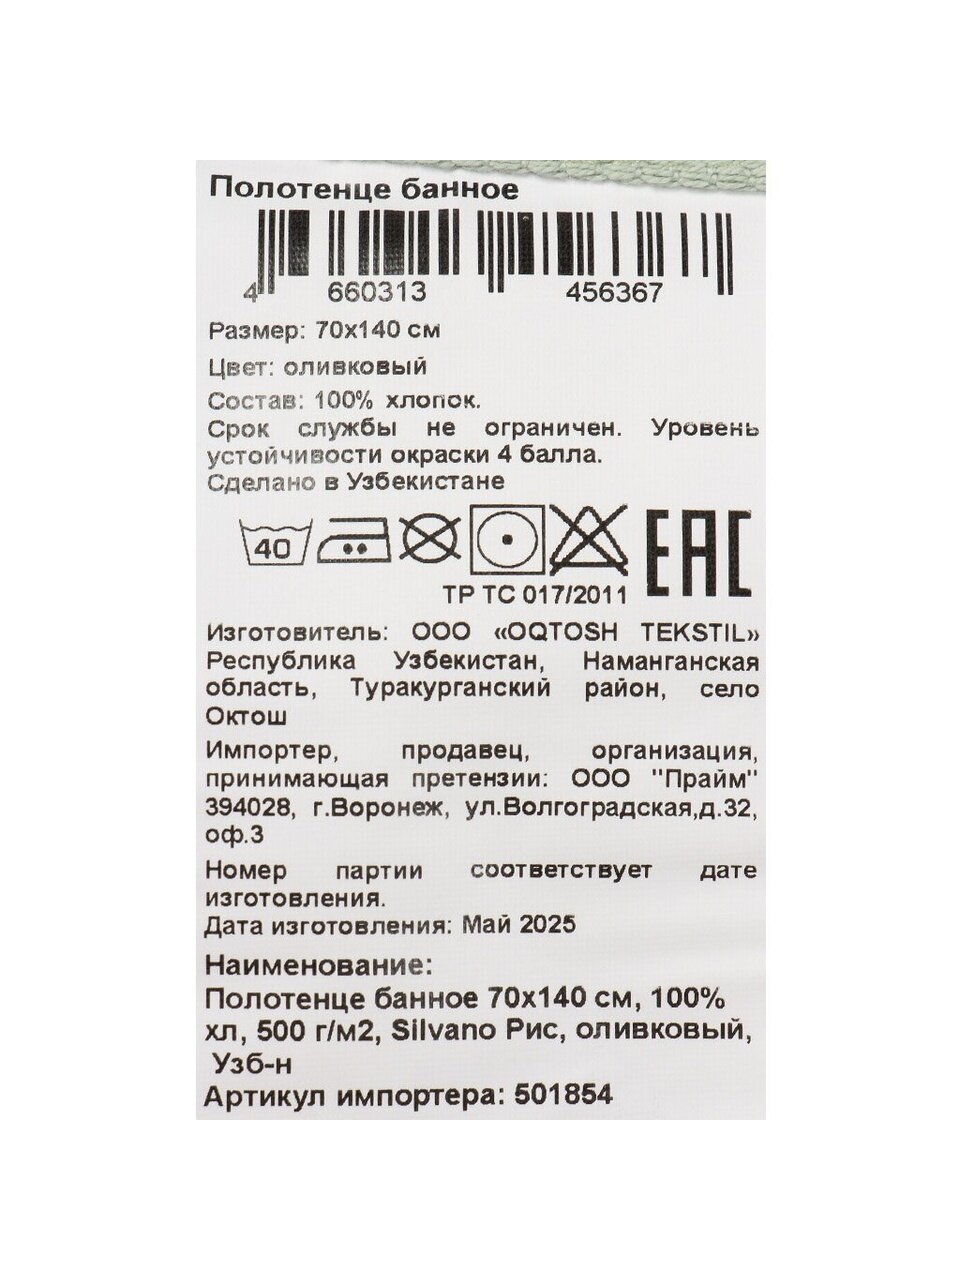 Полотенце банное
4 660313 456367
Размер: 70х140 см
Цвет: оливковый
Состав: 100% хлопок.
Срок службы не ограничен. Уровень
устойчивости окраски 4 балла.
Сделано в Узбекистане
40
EAC
ТР ТС 017/2011
Изготовитель: ООО «OQTOSH TEKSTIL»
Республика Узбекистан, Наманганская
область, Туракурганский район, село
Октош
Импортер, продавец, организация,
принимающая претензии: ООО "Прайм"
394028, г.Воронеж, ул.Волгоградская,д.32,
оф.3
Номер партии соответствует дате
изготовления.
Дата изготовления: Май 2025
Наименование:
Полотенце банное 70х140 см, 100%
хл, 500 г/м2, Silvano Рис, оливковый,
Узб-н
Артикул импортера: 501854